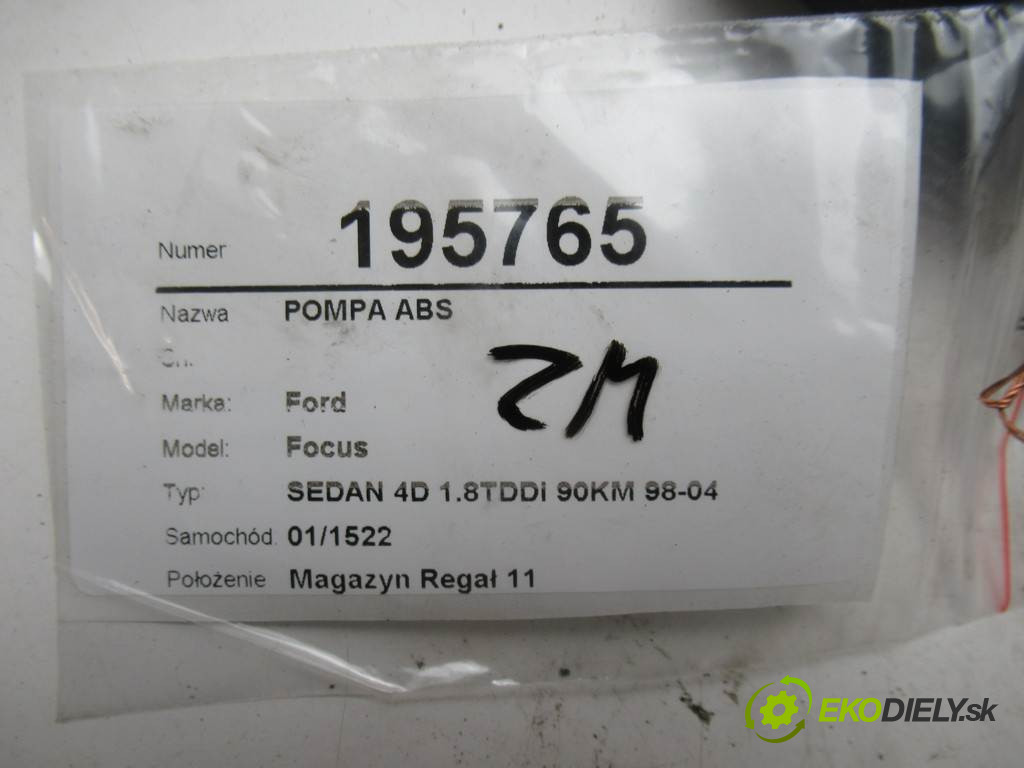 Numer 195765
Nazwa POMPA ABS
Marka: Ford
Model: Focus
Typ: SEDAN 4D 1.8TDDI 90KM 98-04
Samochód 01/1522
Położenie Magazyn Regał 11
EKODIELY.sk